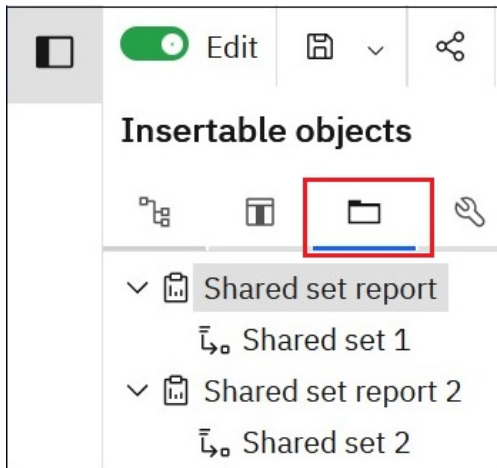 Edit
Insertable objects
Shared set report
Shared set 1
Shared set report 2
Shared set 2